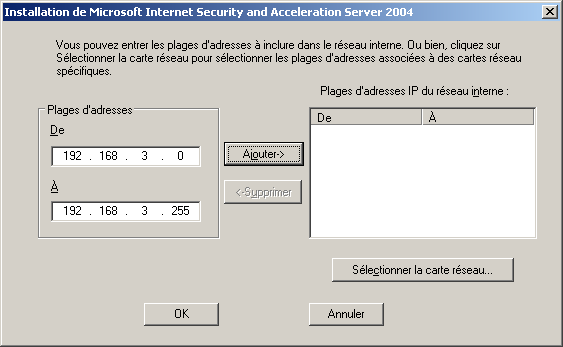 Installation de Microsoft Internet Security and Acceleration Server 2004
Vous pouvez entrer les plages d'adresses à inclure dans le réseau interne. Ou bien, cliquez sur
Sélectionner la carte réseau pour sélectionner les plages d'adresses associées à des cartes réseau
spécifiques.
Plages d'adresses IP du réseau interne :
Plages d'adresses
De
192 . 168 . 3 . 0
À
192 . 168 . 3 . 255
Ajouter->
<-Supprimer
De À
Sélectionner la carte réseau...
OK
Annuler